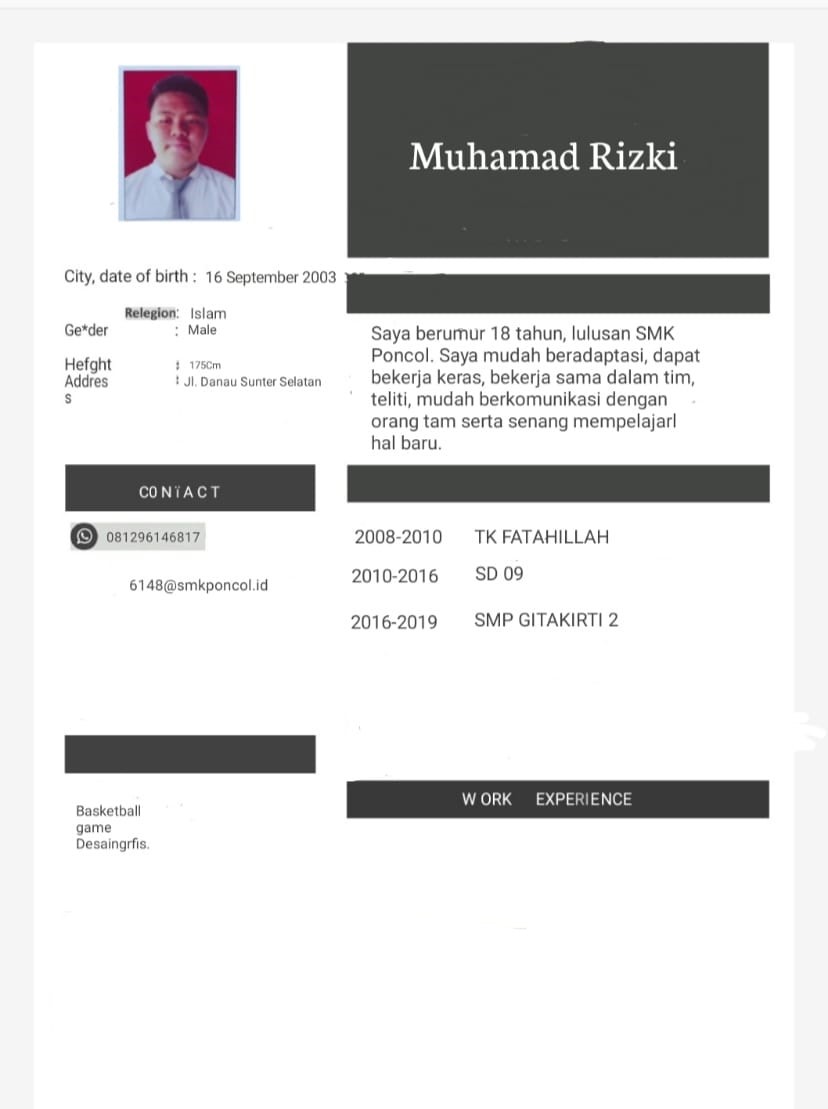 Muhamad Rizki
City, date of birth : 16 September 2003
Relegion: Islam
Ge*der : Male
Hefght : 175Cm
Addres : Jl. Danau Sunter Selatan
s
Saya berumur 18 tahun, lulusan SMK
Poncol. Saya mudah beradaptasi, dapat
bekerja keras, bekerja sama dalam tim,
teliti, mudah berkomunikasi dengan
orang tam serta senang mempelajarl
hal baru.
CONïACT
081296146817
6148@smkponcol.id
2008-2010 TK FATAHILLAH
2010-2016 SD 09
2016-2019 SMP GITAKIRTI 2
Basketball
game
Desaingrfis.
WORK EXPERIENCE